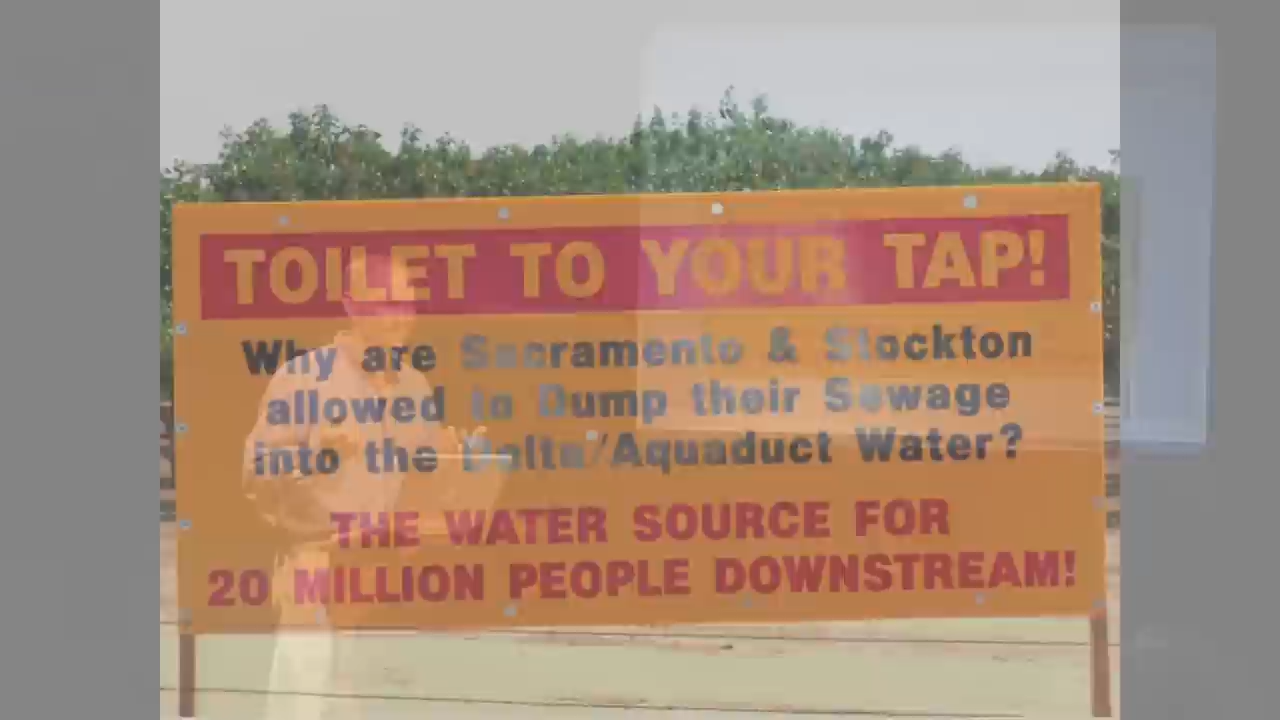 TOILET TO YOUR TAP!
Why are Sacramento & Stockton
allowed to Dump their Sewage
into the Delta/Aquaduct Water?
THE WATER SOURCE FOR
20 MILLION PEOPLE DOWNSTREAM!